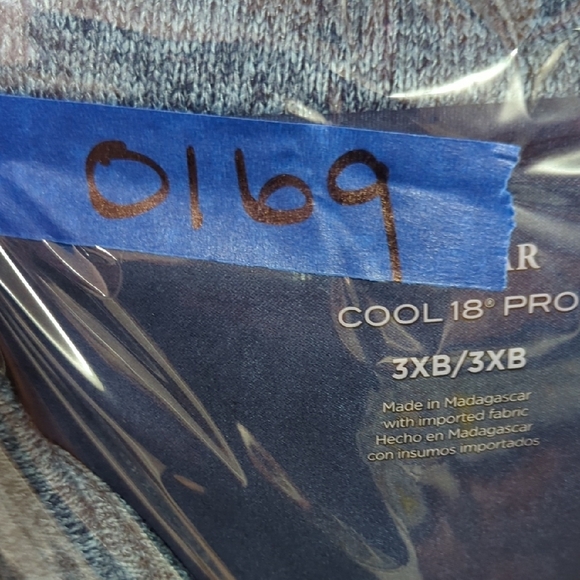 0169
AR
COOL 18® PRO
3XB/3XB
Made in Madagascar
with imported fabric
Hecho en Madagascar
con insumos importados